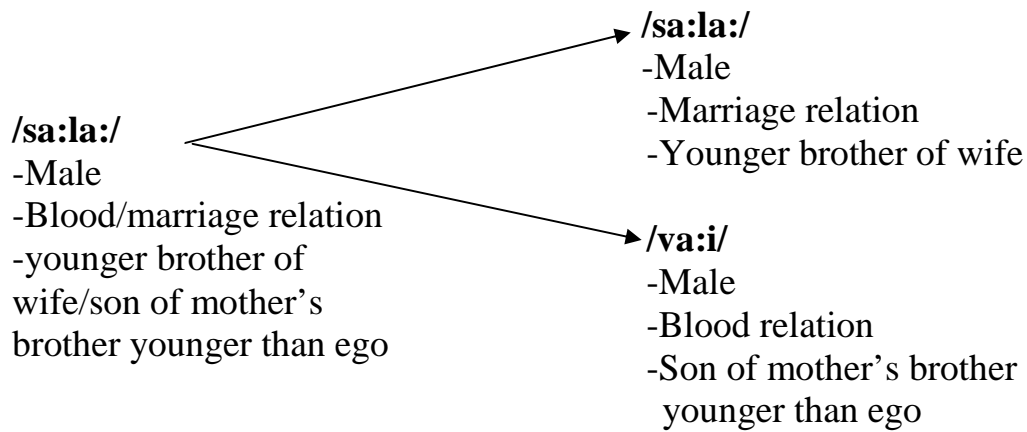 /sa:la:/
-Male
-Blood/marriage relation
-younger brother of
wife/son of mother’s
brother younger than ego
/sa:la:/
-Male
-Marriage relation
-Younger brother of wife
/va:i/
-Male
-Blood relation
-Son of mother’s brother
younger than ego